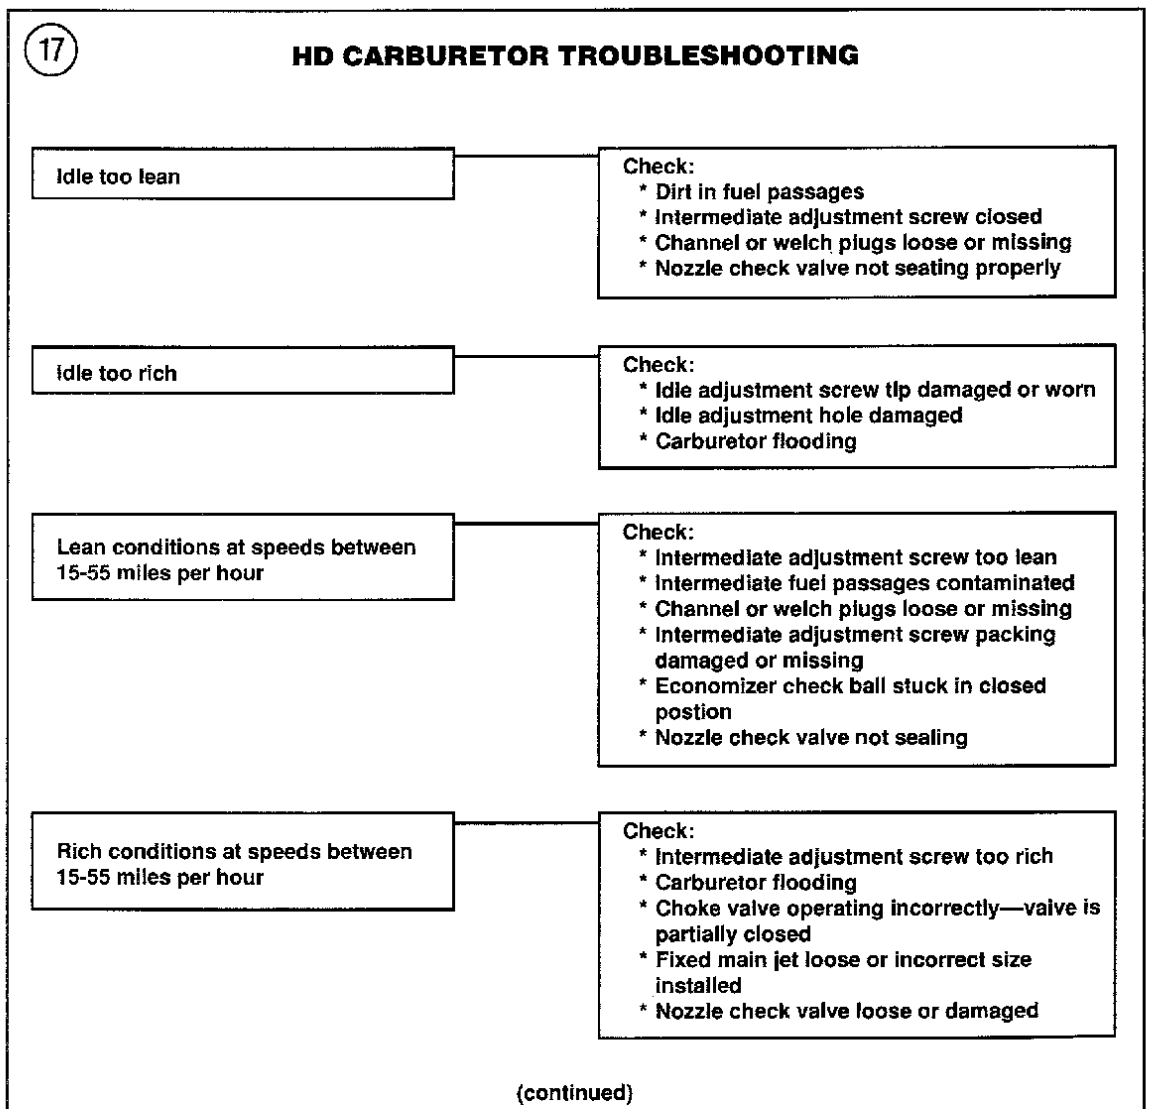 17
HD CARBURETOR TROUBLESHOOTING
Idle too lean
Check:
* Dirt in fuel passages
* Intermediate adjustment screw closed
* Channel or welch plugs loose or missing
* Nozzle check valve not seating properly
Idle too rich
Check:
* Idle adjustment screw tip damaged or worn
* Idle adjustment hole damaged
* Carburetor flooding
Lean conditions at speeds between
15-55 miles per hour
Check:
* Intermediate adjustment screw too lean
* Intermediate fuel passages contaminated
* Channel or welch plugs loose or missing
* Intermediate adjustment screw packing
damaged or missing
* Economizer check ball stuck in closed
postion
* Nozzle check valve not sealing
Rich conditions at speeds between
15-55 miles per hour
Check:
* Intermediate adjustment screw too rich
* Carburetor flooding
* Choke valve operating incorrectly—valve is
partially closed
* Fixed main jet loose or incorrect size
installed
* Nozzle check valve loose or damaged
(continued)